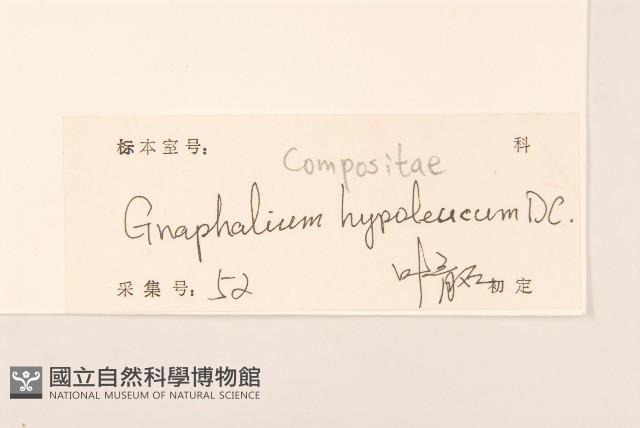 标本室号: 科
Compositae
Gnaphalium hypoleucum DC.
采集号: 52 初定
國立自然科學博物館
NATIONAL MUSEUM OF NATURAL SCIENCE